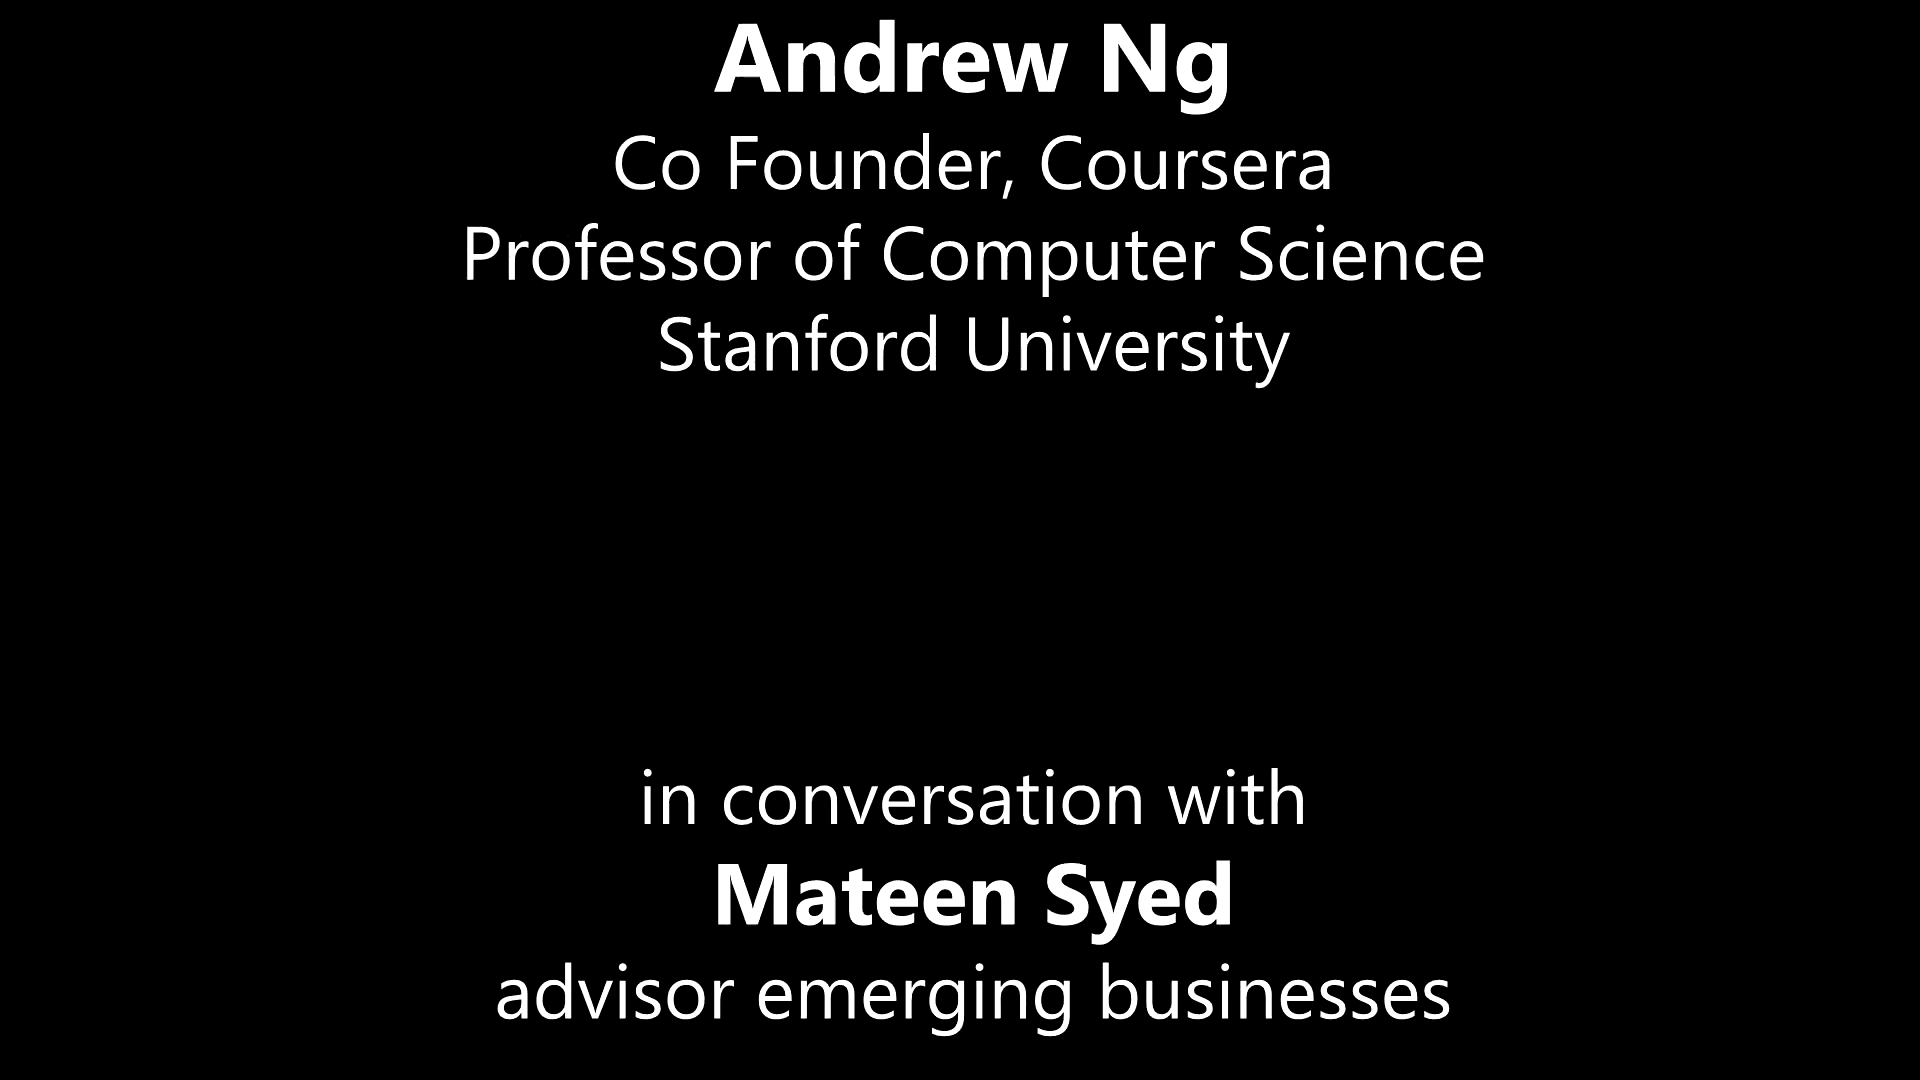 Andrew Ng
Co Founder, Coursera
Professor of Computer Science
Stanford University
in conversation with
Mateen Syed
advisor emerging businesses